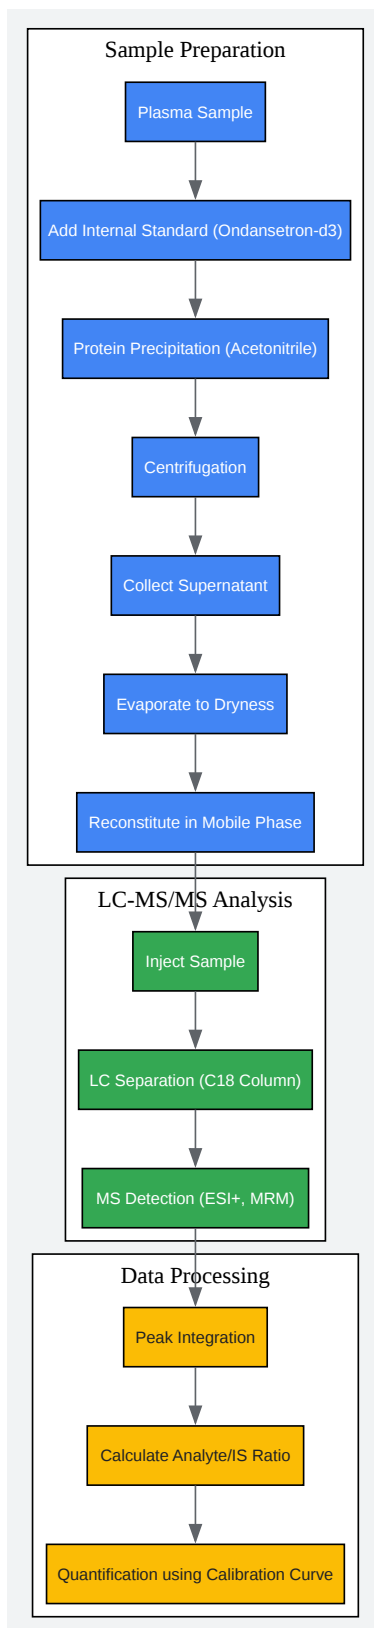 Sample Preparation
Plasma Sample
Add Internal Standard (Ondansetron-d3)
Protein Precipitation (Acetonitrile)
Centrifugation
Collect Supernatant
Evaporate to Dryness
Reconstitute in Mobile Phase
LC-MS/MS Analysis
Inject Sample
LC Separation (C18 Column)
MS Detection (ESI+, MRM)
Data Processing
Peak Integration
Calculate Analyte/IS Ratio
Quantification using Calibration Curve